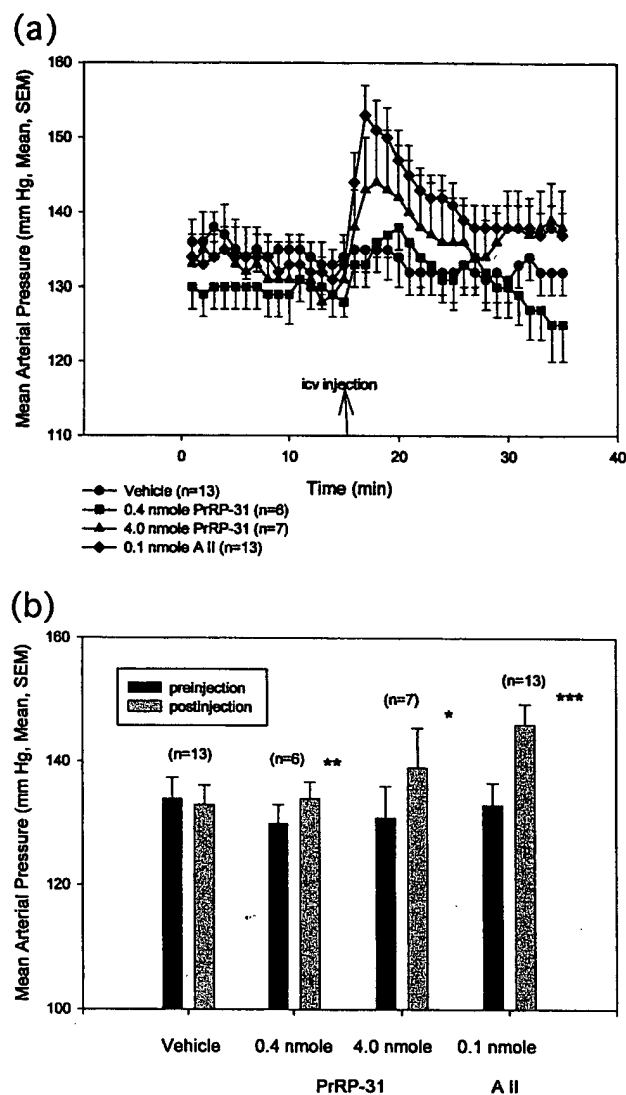 (a)
Mean Arterial Pressure (mm Hg, Mean, SEM)
160
150
140
130
120
110
icv injection
0
10
20
30
40
Time (min)
Vehicle (n=13)
0.4 nmole PrRP-31 (n=6)
4.0 nmole PrRP-31 (n=7)
0.1 nmole A II (n=13)
(b)
Mean Arterial Pressure (mm Hg, Mean, SEM)
160
140
120
100
preinjection
postinjection
(n=13)
(n=6)
**
(n=7)
*
(n=13)
***
Vehicle
0.4 nmole
4.0 nmole
0.1 nmole
PrRP-31
A II